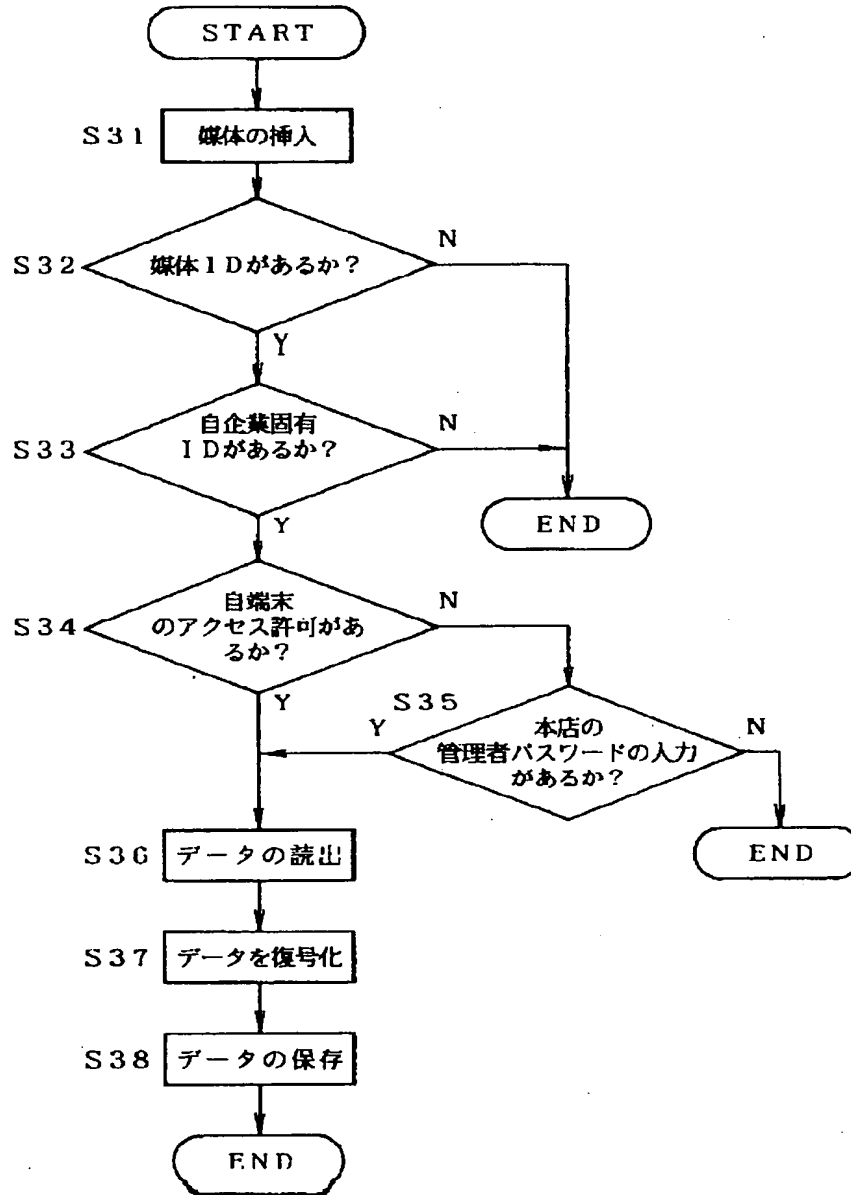 START
S31 媒体の挿入
N
S32 媒体IDがあるか?
Y
自企業固有
N
S33 IDがあるか?
END
Y
自端末
N
S34 のアクセス許可があ
るか?
Y
S35
Y
本店の
N
管理者パスワードの入力
があるか?
S36 データの読出
END
S37 データを復号化
S38 データの保存
END